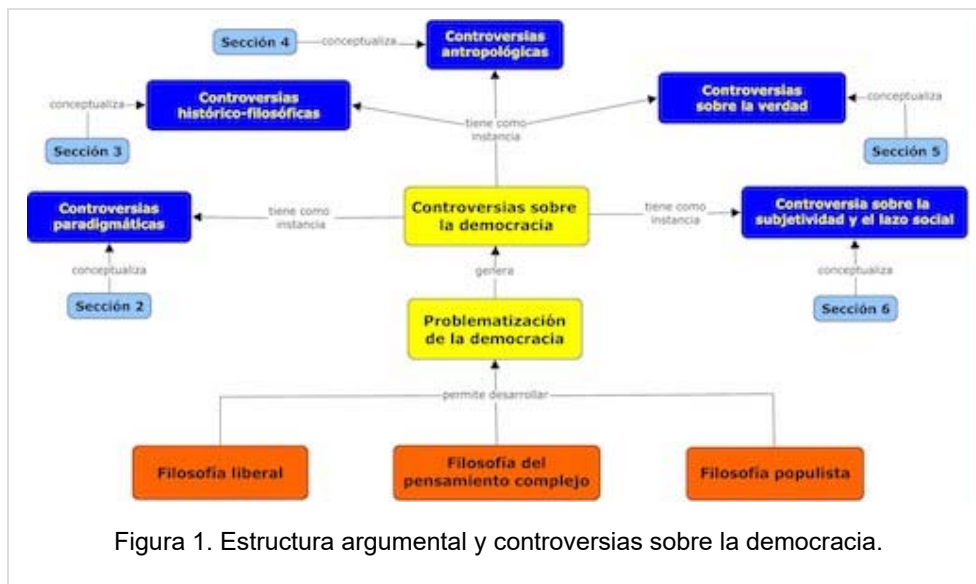 Sección 4
conceptualiza
Controversias
antropológicas
Controversias
histórico-filosóficas
conceptualiza
Sección 3
tiene como
instancia
Controversias
sobre la verdad
conceptualiza
Sección 5
Controversias
paradigmáticas
conceptualiza
Sección 2
tiene como
instancia
Controversias sobre
la democracia
tiene como
instancia
Controversia sobre la
subjetividad y el lazo social
conceptualiza
Sección 6
genera
Problematización
de la democracia
permite desarrollar
Filosofía liberal
Filosofía del
pensamiento complejo
Filosofía populista
Figura 1. Estructura argumental y controversias sobre la democracia.